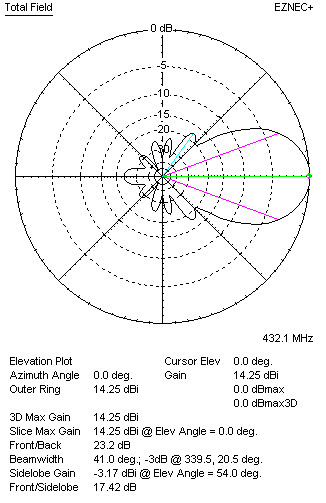 Total Field EZNEC+
0 dB
-5
-10
-15
-20
-30
432.1 MHz
Elevation Plot Cursor Elev 0.0 deg.
Azimuth Angle 0.0 deg. Gain 14.25 dBi
Outer Ring 14.25 dBi 0.0 dBmax
0.0 dBmax3D
3D Max Gain 14.25 dBi
Slice Max Gain 14.25 dBi @ Elev Angle = 0.0 deg.
Front/Back 23.2 dB
Beamwidth 41.0 deg.; -3dB @ 339.5, 20.5 deg.
Sidelobe Gain -3.17 dBi @ Elev Angle = 54.0 deg.
Front/Sidelobe 17.42 dB